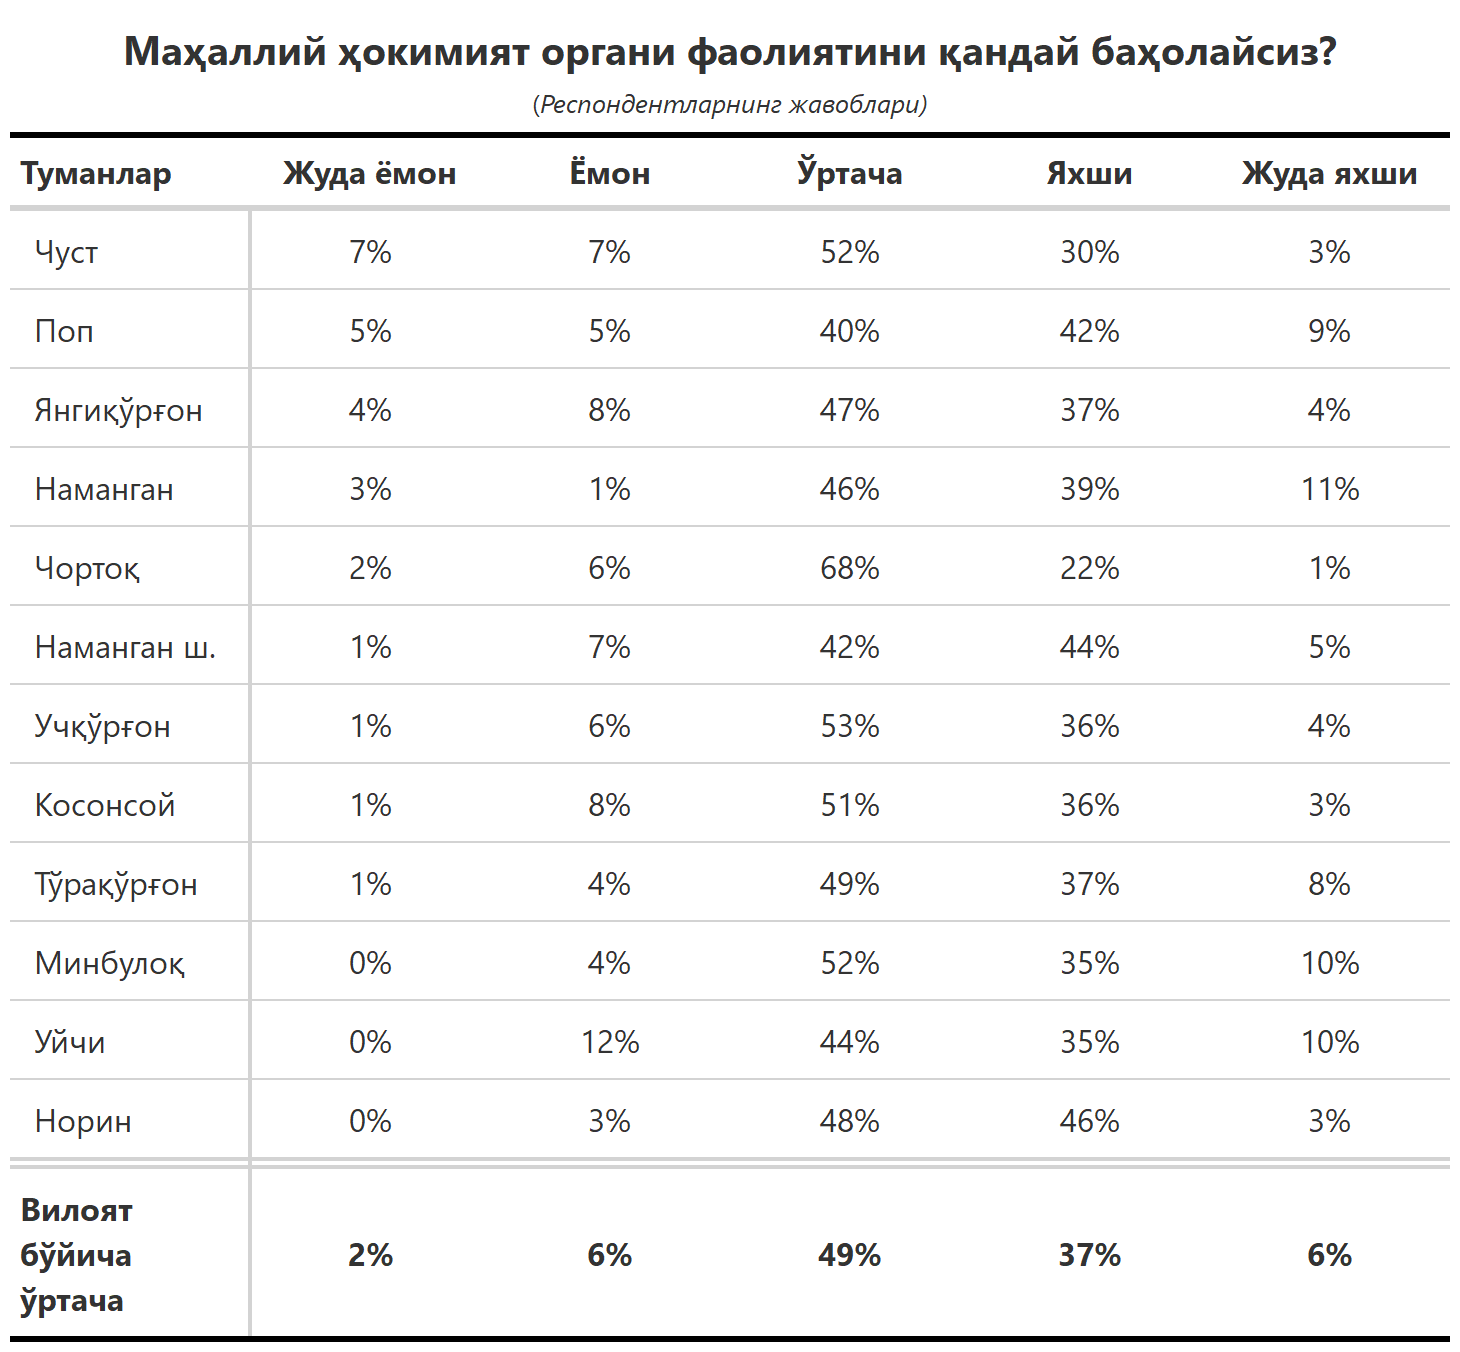 Маҳаллий ҳокимият органи фаолиятини қандай баҳолайсиз?
(Респондентларнинг жавоблари)
Туманлар Жуда ёмон Ёмон Ўртача Яхши Жуда яхши
Чуст 7% 7% 52% 30% 3%
Поп 5% 5% 40% 42% 9%
Янгиқўрғон 4% 8% 47% 37% 4%
Наманган 3% 1% 46% 39% 11%
Чортоқ 2% 6% 68% 22% 1%
Наманган ш. 1% 7% 42% 44% 5%
Учқўрғон 1% 6% 53% 36% 4%
Косонсой 1% 8% 51% 36% 3%
Тўрақўрғон 1% 4% 49% 37% 8%
Минбулоқ 0% 4% 52% 35% 10%
Уйчи 0% 12% 44% 35% 10%
Норин 0% 3% 48% 46% 3%
Вилоят
бўйича 2% 6% 49% 37% 6%
ўртача